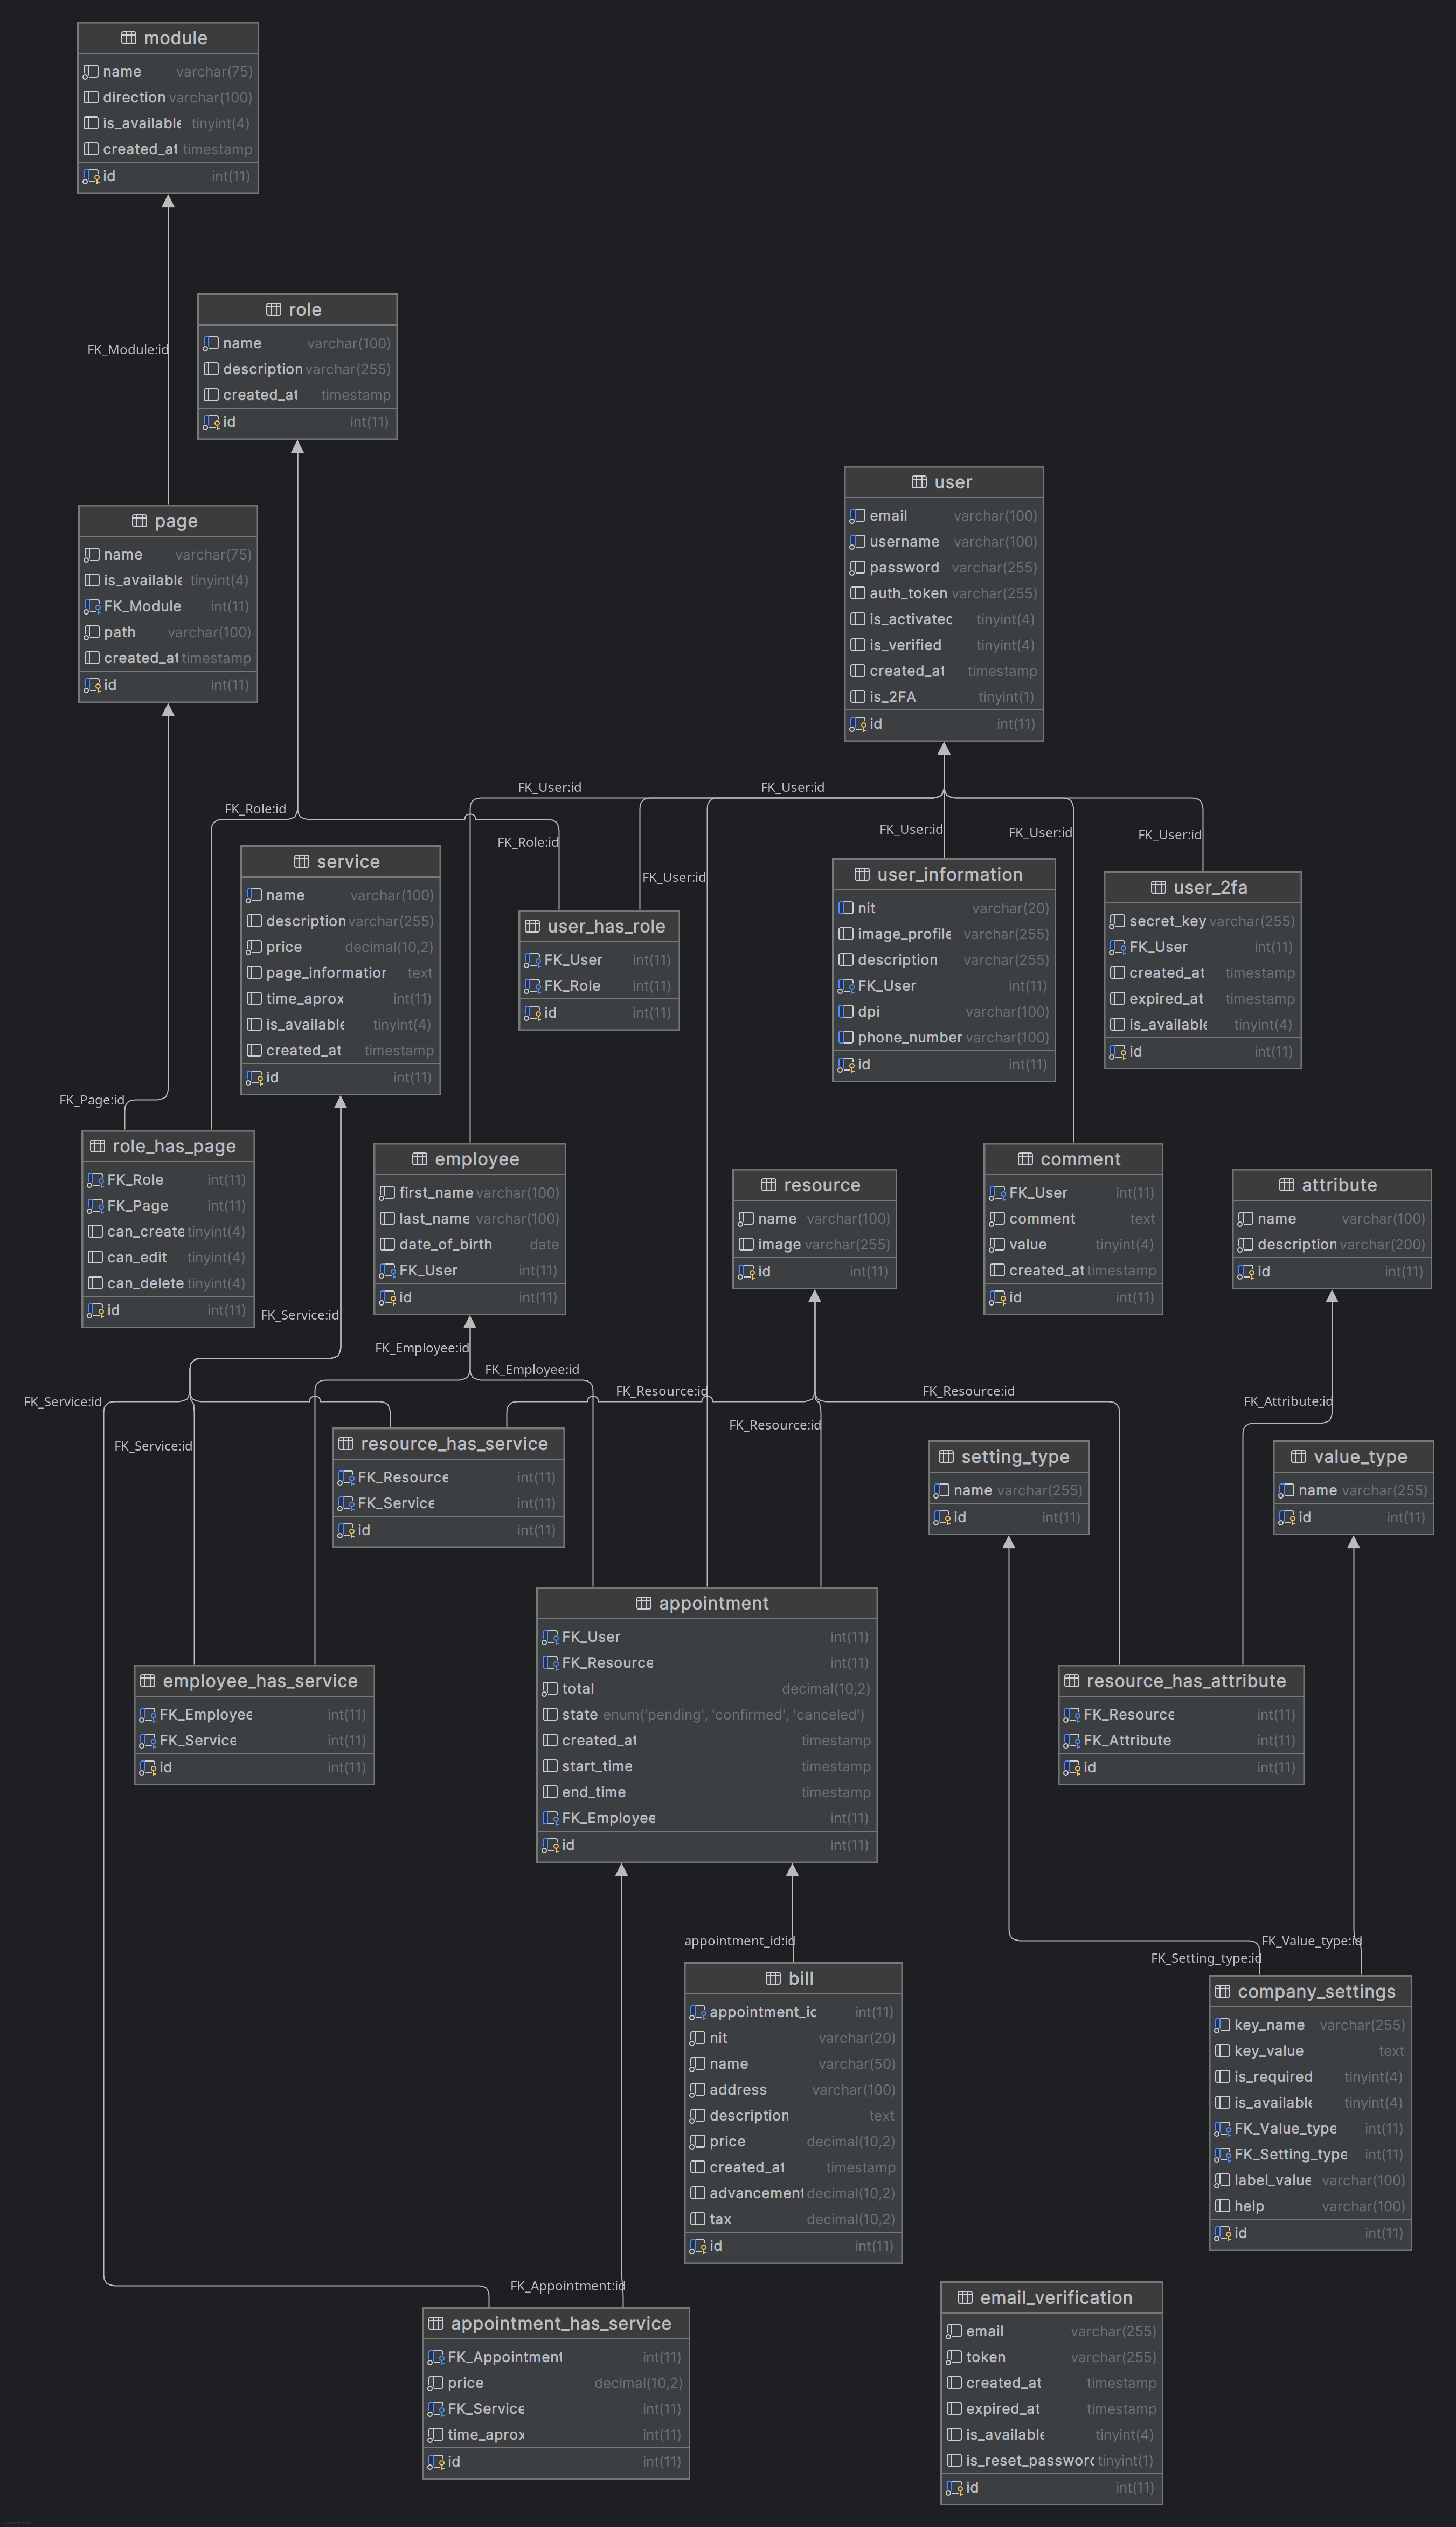 module
name varchar(75)
direction varchar(100)
is_available tinyint(4)
created_at timestamp
id int(11)
FK_Module:id
role
name varchar(100)
description varchar(255)
created_at timestamp
id int(11)
page
name varchar(75)
is_available tinyint(4)
FK_Module int(11)
path varchar(100)
created_at timestamp
id int(11)
user
email varchar(100)
username varchar(100)
password varchar(255)
auth_token varchar(255)
is_activated tinyint(4)
is_verified tinyint(4)
created_at timestamp
is_2FA tinyint(1)
id int(11)
FK_User:id
FK_User:id
FK_Role:id
FK_Role:id
FK_User:id
FK_User:id
FK_User:id
FK_User:id
service
name varchar(100)
description varchar(255)
price decimal(10,2)
page_information text
time_aprox int(11)
is_available tinyint(4)
created_at timestamp
id int(11)
user_has_role
FK_User int(11)
FK_Role int(11)
id int(11)
user_information
nit varchar(20)
image_profile varchar(255)
description varchar(255)
FK_User int(11)
dpi varchar(100)
phone_number varchar(100)
id int(11)
user_2fa
secret_key varchar(255)
FK_User int(11)
created_at timestamp
expired_at timestamp
is_available tinyint(4)
id int(11)
FK_Page:id
role_has_page
FK_Role int(11)
FK_Page int(11)
can_create tinyint(4)
can_edit tinyint(4)
can_delete tinyint(4)
id int(11)
employee
first_name varchar(100)
last_name varchar(100)
date_of_birth date
FK_User int(11)
id int(11)
resource
name varchar(100)
image varchar(255)
id int(11)
comment
FK_User int(11)
comment text
value tinyint(4)
created_at timestamp
id int(11)
attribute
name varchar(100)
description varchar(200)
id int(11)
FK_Service:id
FK_Employee:id
FK_Employee:id
FK_Service:id
FK_Resource:id
FK_Resource:id
FK_Attribute:id
FK_Service:id
FK_Resource:id
resource_has_service
FK_Resource int(11)
FK_Service int(11)
id int(11)
setting_type
name varchar(255)
id int(11)
value_type
name varchar(255)
id int(11)
appointment
FK_User int(11)
FK_Resource int(11)
total decimal(10,2)
state enum('pending', 'confirmed', 'canceled')
created_at timestamp
start_time timestamp
end_time timestamp
FK_Employee int(11)
id int(11)
employee_has_service
FK_Employee int(11)
FK_Service int(11)
id int(11)
resource_has_attribute
FK_Resource int(11)
FK_Attribute int(11)
id int(11)
appointment_id:id
FK_Value_type:id
FK_Setting_type:id
bill
appointment_id int(11)
nit varchar(20)
name varchar(50)
address varchar(100)
description text
price decimal(10,2)
created_at timestamp
advancement decimal(10,2)
tax decimal(10,2)
id int(11)
company_settings
key_name varchar(255)
key_value text
is_required tinyint(4)
is_available tinyint(4)
FK_Value_type int(11)
FK_Setting_type int(11)
label_value varchar(100)
help varchar(100)
id int(11)
FK_Appointment:id
appointment_has_service
FK_Appointment int(11)
price decimal(10,2)
FK_Service int(11)
time_aprox int(11)
id int(11)
email_verification
email varchar(255)
token varchar(255)
created_at timestamp
expired_at timestamp
is_available tinyint(4)
is_reset_password tinyint(1)
id int(11)